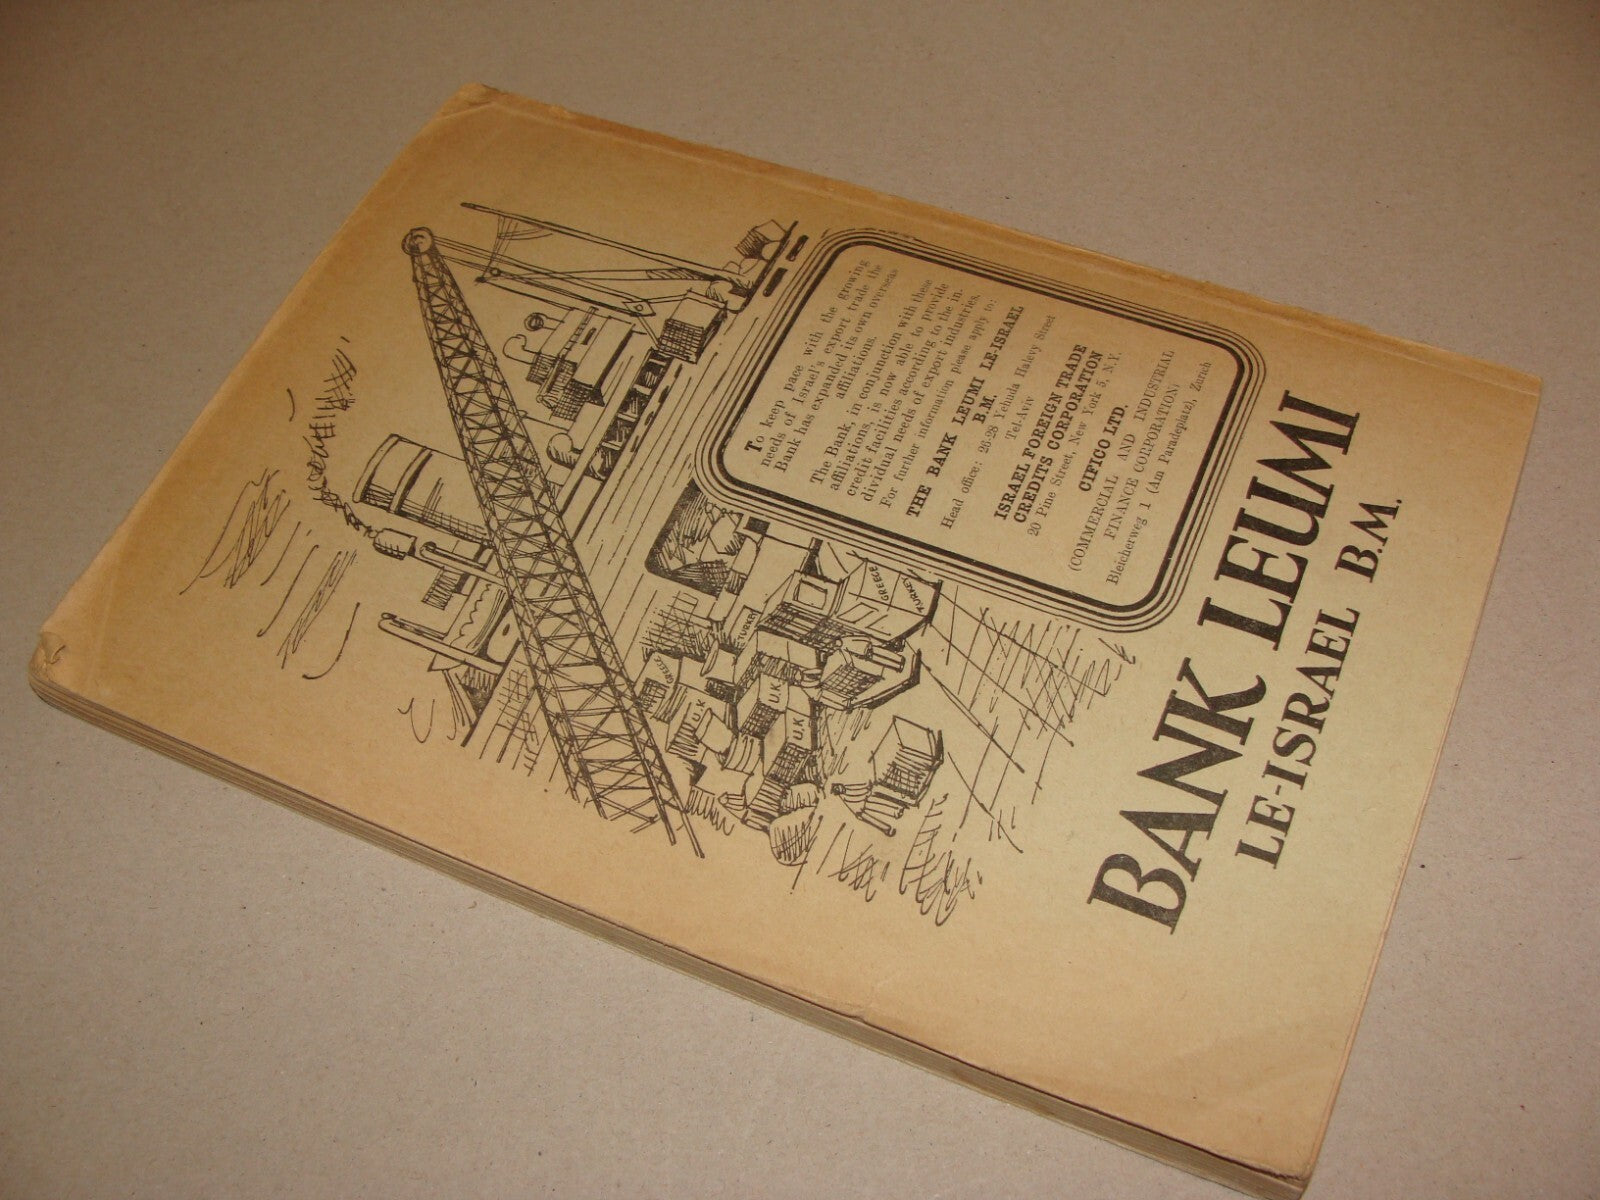 To keep pace with the growing
needs of Israel's export trade the
Bank has expanded its own overseas
affiliations.
The Bank, in conjunction with these
affiliations, is now able to provide
credit facilities according to the in-
dividual needs of export industries.
For further information please apply to:
THE BANK LEUMI LE-ISRAEL
B.M.
Head office: 26-28 Yehuda Halevy Street
Tel-Aviv
ISRAEL FOREIGN TRADE
CREDITS CORPORATION
20 Pine Street, New York 5, N.Y.
CIFICO LTD.
(COMMERCIAL AND INDUSTRIAL
FINANCE CORPORATION)
Bleicherweg 1 (Am Paradeplatz), Zurich
GREECE
TURKEY
TURKEY
GREECE
U.K
U.K
U.K
BANK LEUMI
LE-ISRAEL B.M.